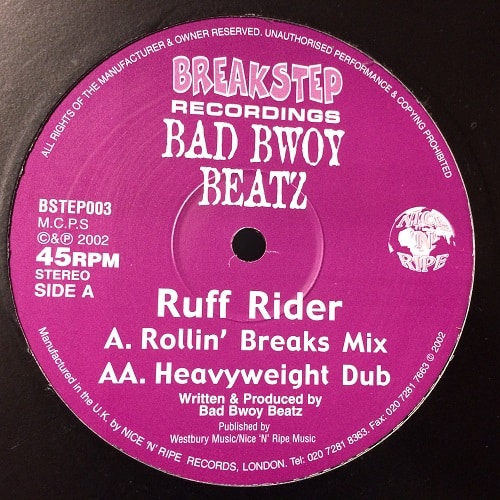 ALL RIGHTS OF THE MANUFACTURER & OWNER RESERVED. UNAUTHORISED PERFORMANCE & COPYING PROHIBITED
BREAKSTEP
RECORDINGS
BAD BWOY
BEATZ
BSTEP003
M.C.P.S
©&℗ 2002
45RPM
STEREO
SIDE A
NICE
'N'
RIPE
Ruff Rider
A. Rollin' Breaks Mix
AA. Heavyweight Dub
Written & Produced by
Bad Bwoy Beatz
Published by
Westbury Music/Nice 'N' Ripe Music
Manufactured in the U.K. by NICE 'N' RIPE RECORDS, LONDON. Tel: 020 7281 8363. Fax: 020 7281 7663 © 2002